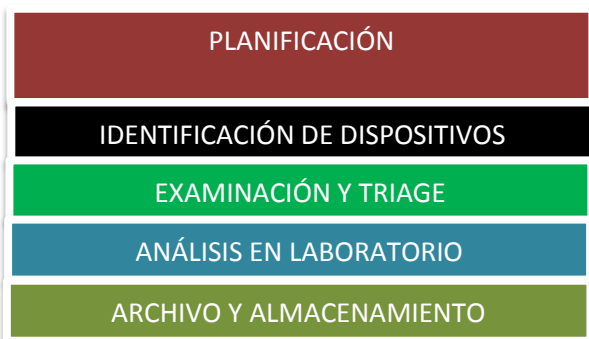 PLANIFICACIÓN
IDENTIFICACIÓN DE DISPOSITIVOS
EXAMINACIÓN Y TRIAGE
ANÁLISIS EN LABORATORIO
ARCHIVO Y ALMACENAMIENTO